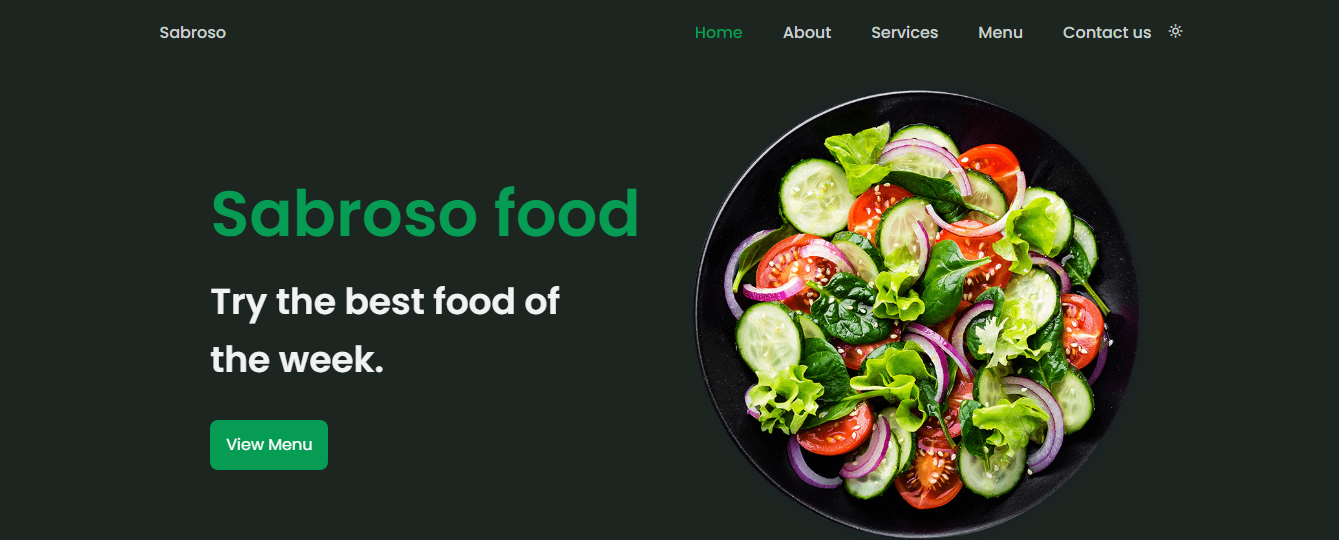 Sabroso
Home About Services Menu Contact us
Sabroso food
Try the best food of
the week.
View Menu